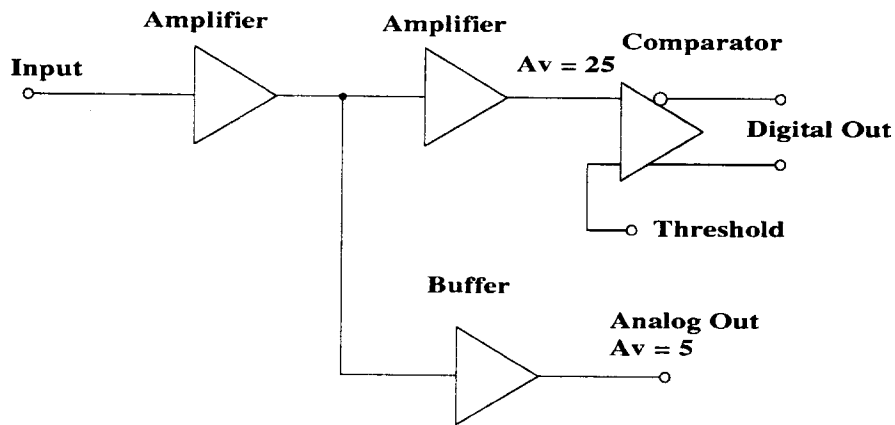 Amplifier
Amplifier
Comparator
Input
Av = 25
Digital Out
Threshold
Buffer
Analog Out
Av = 5